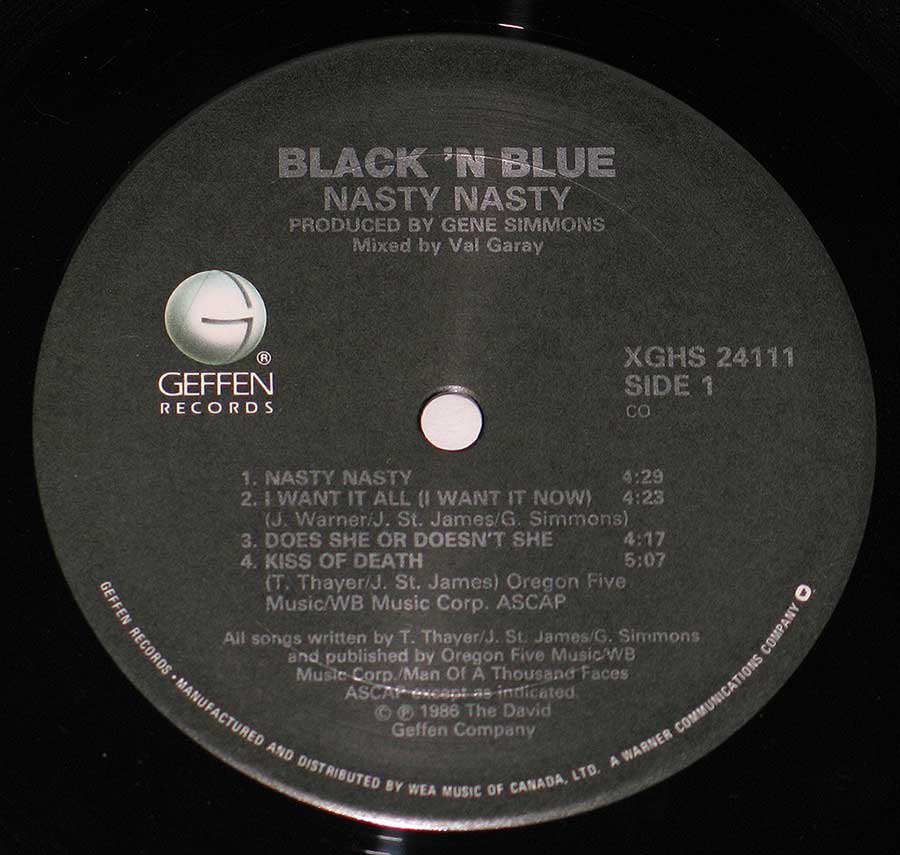 BLACK 'N BLUE
NASTY NASTY
PRODUCED BY GENE SIMMONS
Mixed by Val Garay
®
GEFFEN
RECORDS
XGHS 24111
SIDE 1
CO
1. NASTY NASTY 4:29
2. I WANT IT ALL (I WANT IT NOW) 4:23
(J. Warner/J. St. James/G. Simmons)
3. DOES SHE OR DOESN'T SHE 4:17
4. KISS OF DEATH 5:07
(T. Thayer/J. St. James) Oregon Five
Music/WB Music Corp. ASCAP
All songs written by T. Thayer/J. St. James/G. Simmons
and published by Oregon Five Music/WB
Music Corp./Man Of A Thousand Faces
ASCAP except as indicated.
© ℗ 1986 The David
Geffen Company
GEFFEN RECORDS • MANUFACTURED AND DISTRIBUTED BY WEA MUSIC OF CANADA, LTD. A WARNER COMMUNICATIONS COMPANY